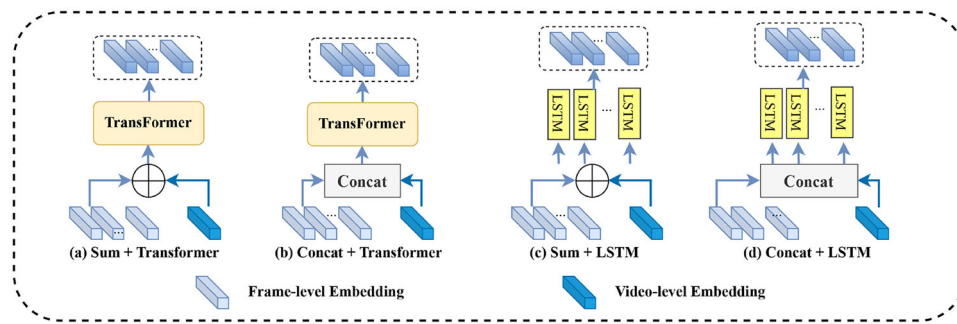 TransFormer
TransFormer
LSTM
LSTM
...
LSTM
LSTM
LSTM
...
LSTM
Concat
Concat
(a) Sum + Transformer
(b) Concat + Transformer
(c) Sum + LSTM
(d) Concat + LSTM
Frame-level Embedding
Video-level Embedding